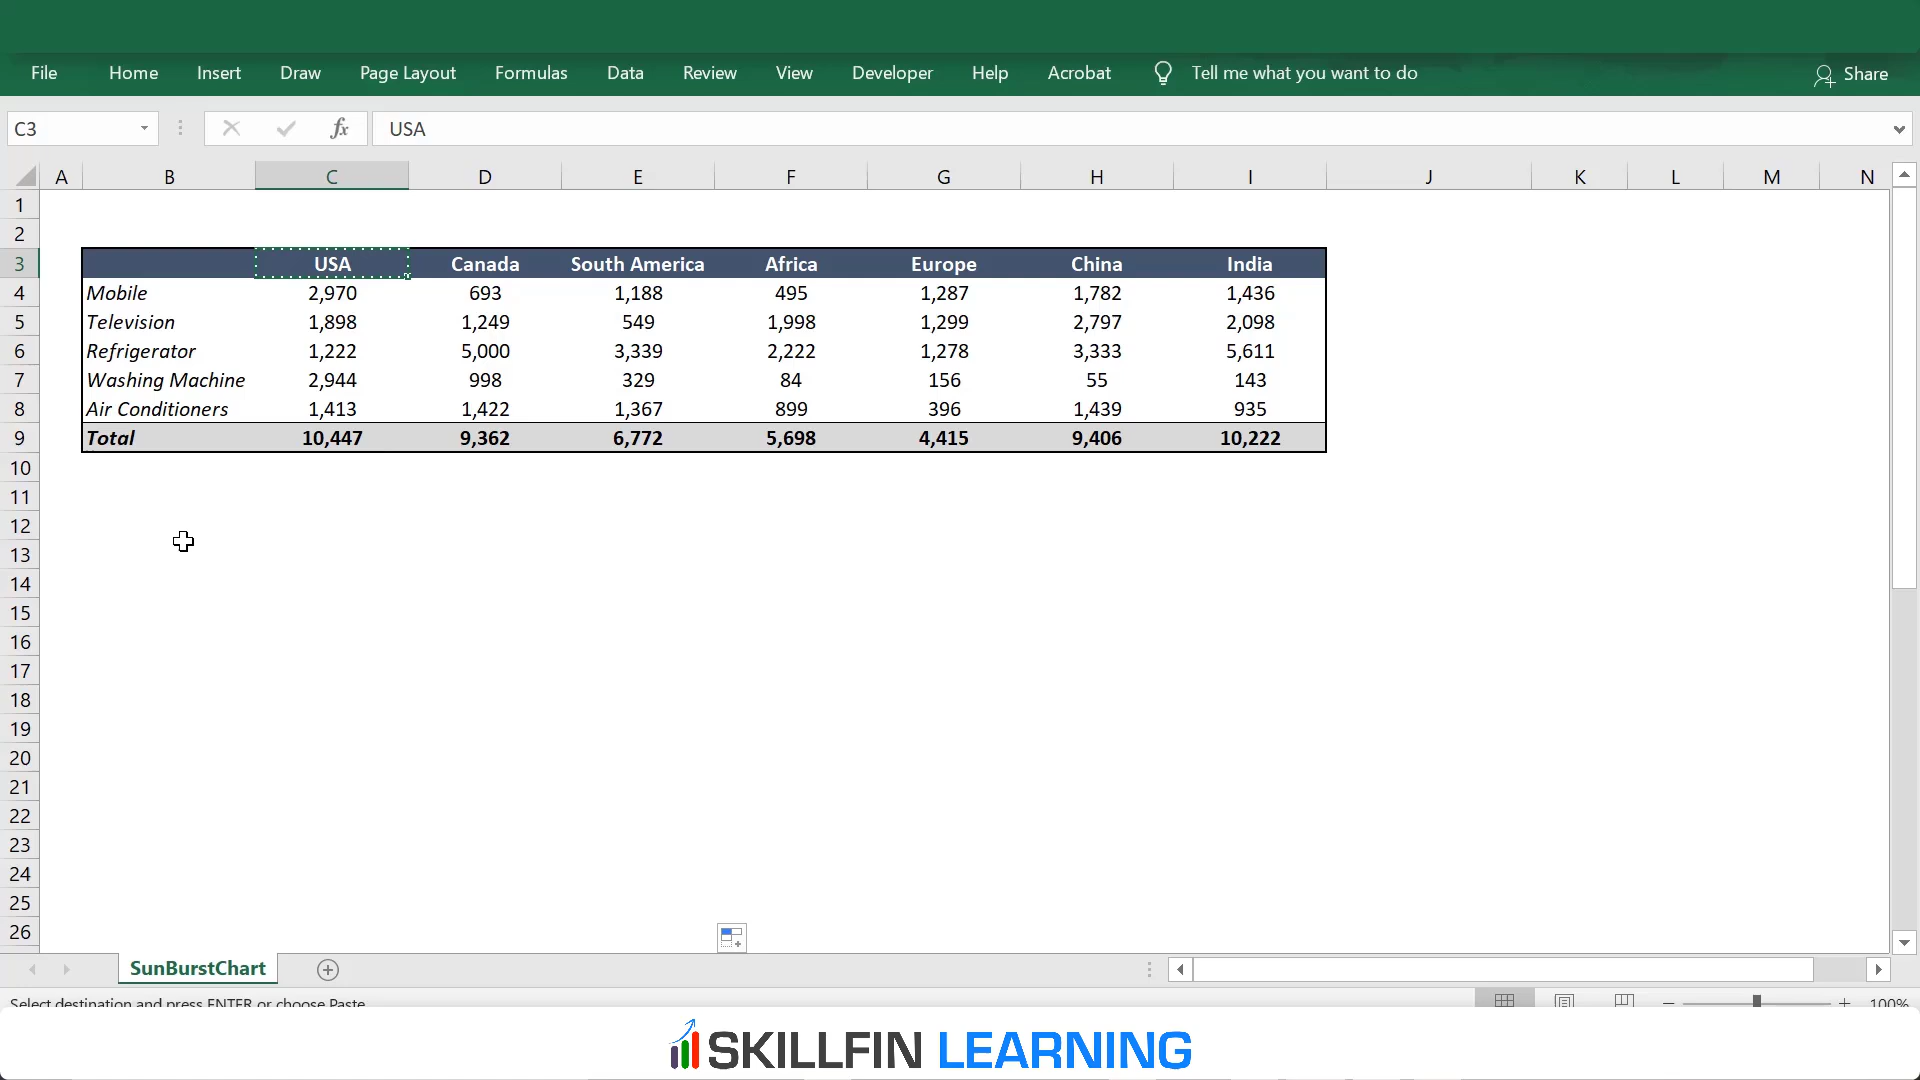 File Home Insert Draw Page Layout Formulas Data Review View Developer Help Acrobat Tell me what you want to do Share
C3 fx USA
A B C D E F G H I J K L M N
1
2
3 USA Canada South America Africa Europe China India
4 Mobile 2,970 693 1,188 495 1,287 1,782 1,436
5 Television 1,898 1,249 549 1,998 1,299 2,797 2,098
6 Refrigerator 1,222 5,000 3,339 2,222 1,278 3,333 5,611
7 Washing Machine 2,944 998 329 84 156 55 143
8 Air Conditioners 1,413 1,422 1,367 899 396 1,439 935
9 Total 10,447 9,362 6,772 5,698 4,415 9,406 10,222
10
11
12
13
14
15
16
17
18
19
20
21
22
23
24
25
26
SunBurstChart
Select destination and press ENTER or choose Paste 100%
SKILLFIN LEARNING